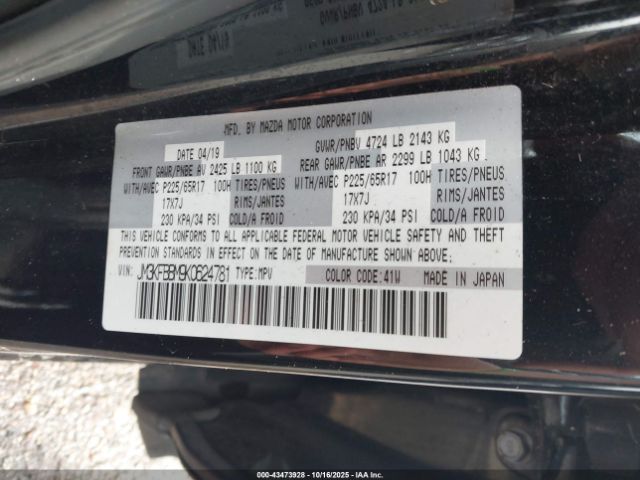 MFD. BY MAZDA MOTOR CORPORATION
DATE 04/19 GVWR/PNBV 4724 LB 2143 KG
FRONT GAWR/PNBE AV 2425 LB 1100 KG REAR GAWR/PNBE AR 2299 LB 1043 KG
WITH/AVEC P225/65R17 100H TIRES/PNEUS WITH/AVEC P225/65R17 100H TIRES/PNEUS
17X7J RIMS/JANTES 17X7J RIMS/JANTES
230 KPA/34 PSI COLD/A FROID 230 KPA/34 PSI COLD/A FROID
THIS VEHICLE CONFORMS TO ALL APPLICABLE FEDERAL MOTOR VEHICLE SAFETY AND THEFT
PREVENTION STANDARDS IN EFFECT ON THE DATE OF MANUFACTURE SHOWN ABOVE;
VIN: JM3KFBBM9K0624781 TYPE: MPV COLOR CODE:41W MADE IN JAPAN
© IAA 43473928 - 10/16/2025 - IAAI.COM